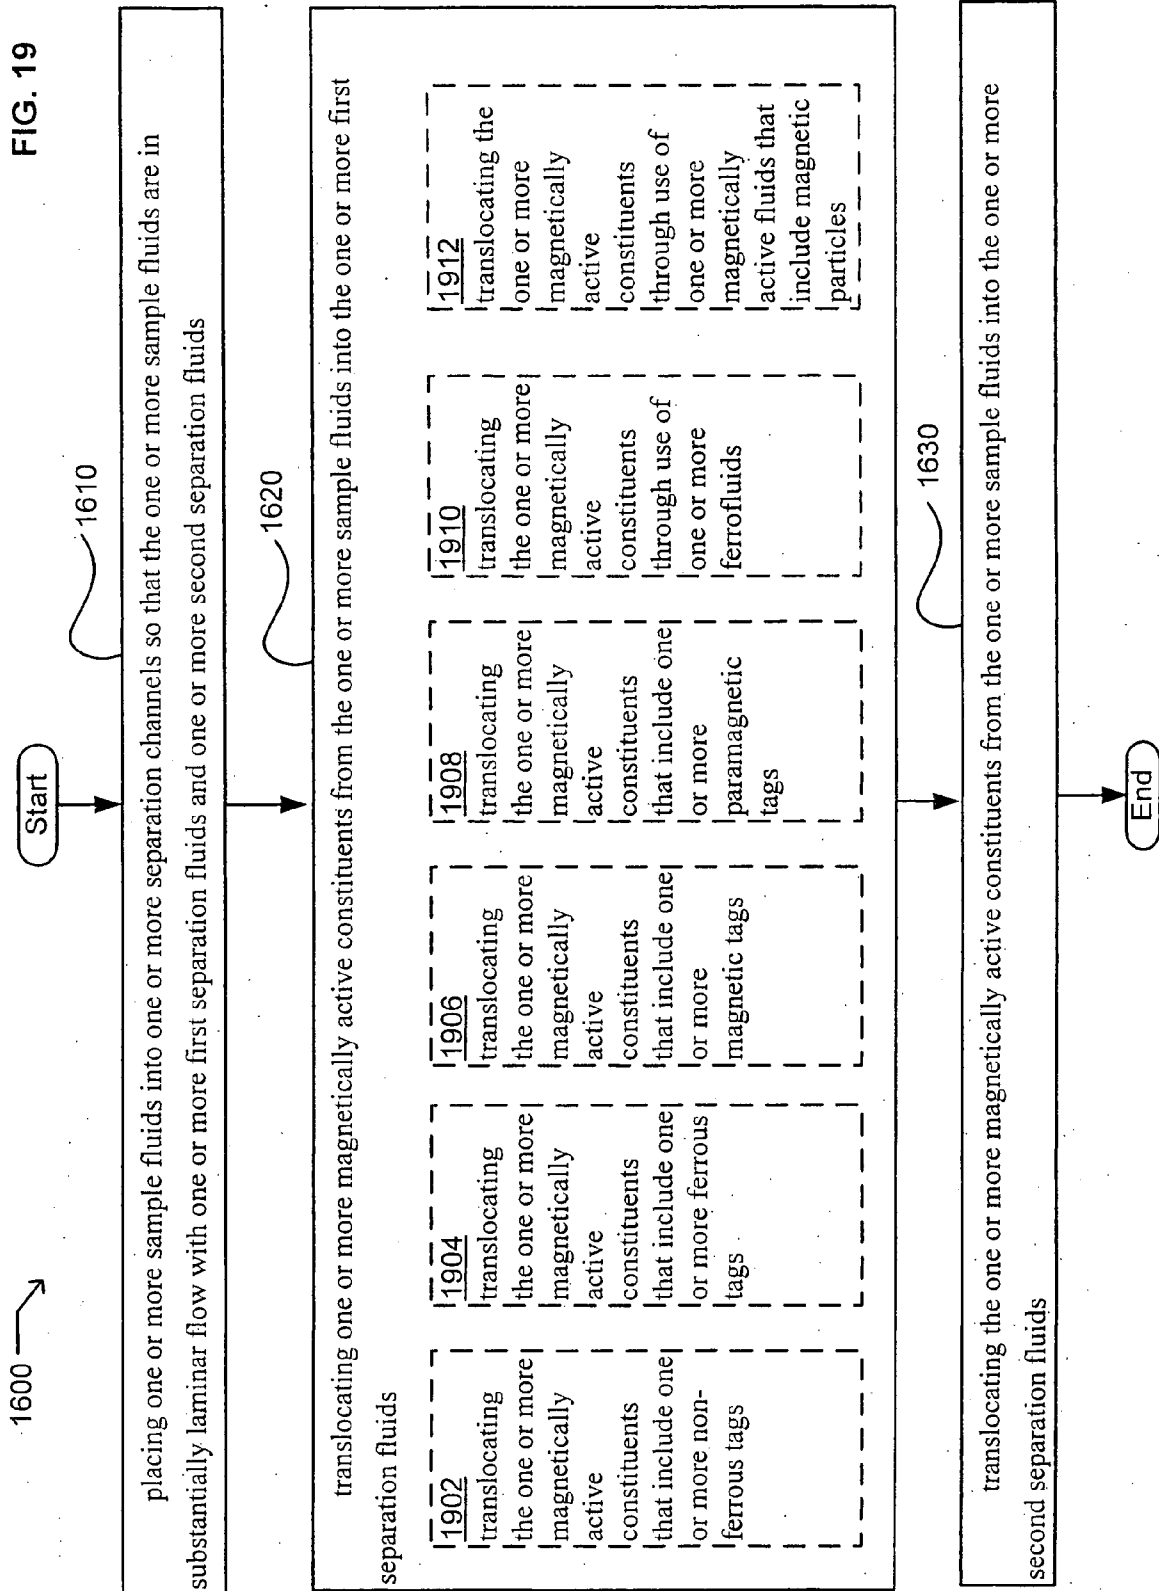 FIG. 19
1600
Start
1610
placing one or more sample fluids into one or more separation channels so that the one or more sample fluids are in
substantially laminar flow with one or more first separation fluids and one or more second separation fluids
1620
translocating one or more magnetically active constituents from the one or more sample fluids into the one or more first
separation fluids
1902
translocating
the one or more
magnetically
active
constituents
that include one
or more non-
ferrous tags
1904
translocating
the one or more
magnetically
active
constituents
that include one
or more ferrous
tags
1906
translocating
the one or more
magnetically
active
constituents
that include one
or more
magnetic tags
1908
translocating
the one or more
magnetically
active
constituents
that include one
or more
paramagnetic
tags
1910
translocating
the one or more
magnetically
active
constituents
through use of
one or more
ferrofluids
1912
translocating the
one or more
magnetically
active
constituents
through use of
one or more
magnetically
active fluids that
include magnetic
particles
1630
translocating the one or more magnetically active constituents from the one or more sample fluids into the one or more
second separation fluids
End